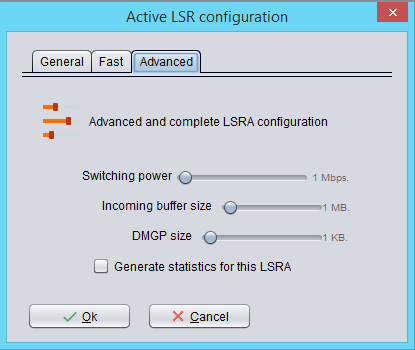 Active LSR configuration
General Fast Advanced
Advanced and complete LSRA configuration
Switching power 1 Mbps.
Incoming buffer size 1 MB.
DMGP size 1 KB.
Generate statistics for this LSRA
Ok Cancel